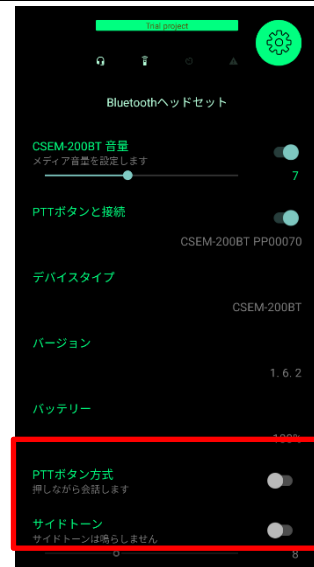 Trial project
Bluetoothヘッドセット
CSEM-200BT 音量
メディア音量を設定します
7
PTTボタンと接続
CSEM-200BT PP00070
デバイスタイプ
CSEM-200BT
バージョン
1.6.2
バッテリー
100%
PTTボタン方式
押しながら会話します
サイドトーン
サイドトーンは鳴らしません
8